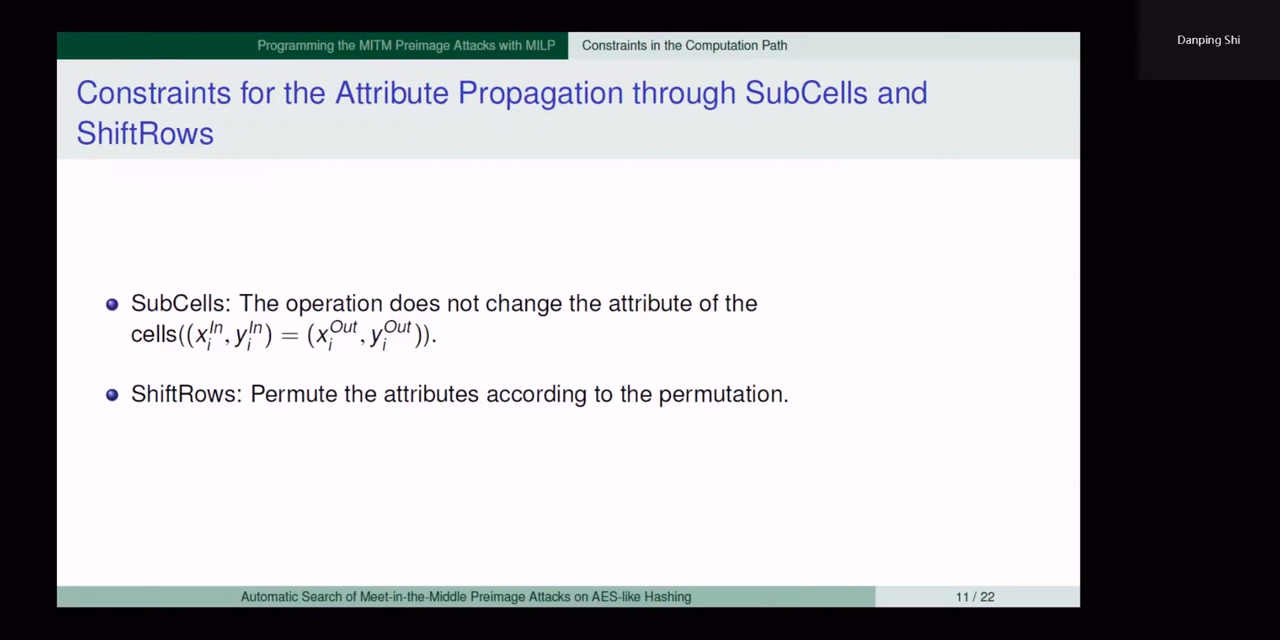 Danping Shi
Programming the MITM Preimage Attacks with MILP
Constraints in the Computation Path
Constraints for the Attribute Propagation through SubCells and
ShiftRows
SubCells: The operation does not change the attribute of the
cells((x_i^{In}, y_i^{In}) = (x_i^{Out}, y_i^{Out})).
ShiftRows: Permute the attributes according to the permutation.
Automatic Search of Meet-in-the-Middle Preimage Attacks on AES-like Hashing
11 / 22